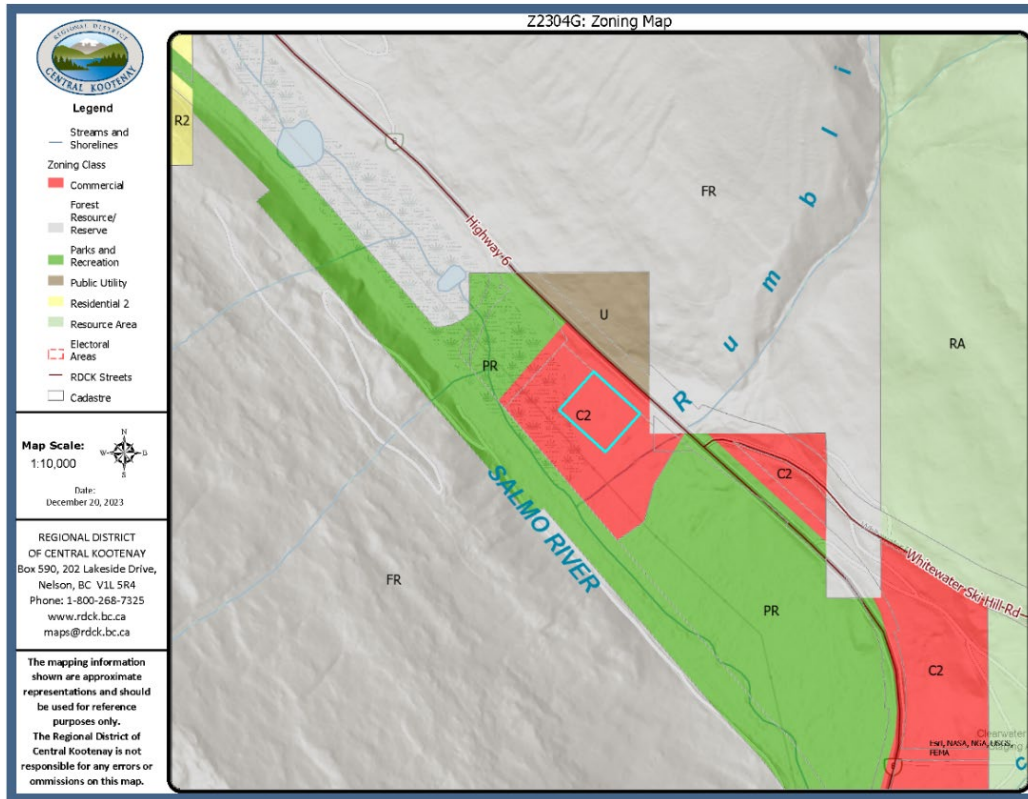 Z2304G: Zoning Map
REGIONAL DISTRICT
CENTRAL KOOTENAY
Legend
Streams and
Shorelines
Zoning Class
Commercial
Forest
Resource/
Reserve
Parks and
Recreation
Public Utility
Residential 2
Resource Area
Electoral
Areas
RDCK Streets
Cadastre
Map Scale:
1:10,000
N
W
E
S
Date:
December 20, 2023
REGIONAL DISTRICT
OF CENTRAL KOOTENAY
Box 590, 202 Lakeside Drive,
Nelson, BC V1L 5R4
Phone: 1-800-268-7325
www.rdck.bc.ca
maps@rdck.bc.ca
The mapping information
shown are approximate
representations and should
be used for reference
purposes only.
The Regional District of
Central Kootenay is not
responsible for any errors or
ommissions on this map.
R2
6
Highway 6
FR
R u m b l i
U
RA
PR
C2
C2
SALMO RIVER
Whitewater Ski Hill Rd
FR
PR
C2
Clearwater
Esri, NASA, NGA, USGS,
FEMA
6
c